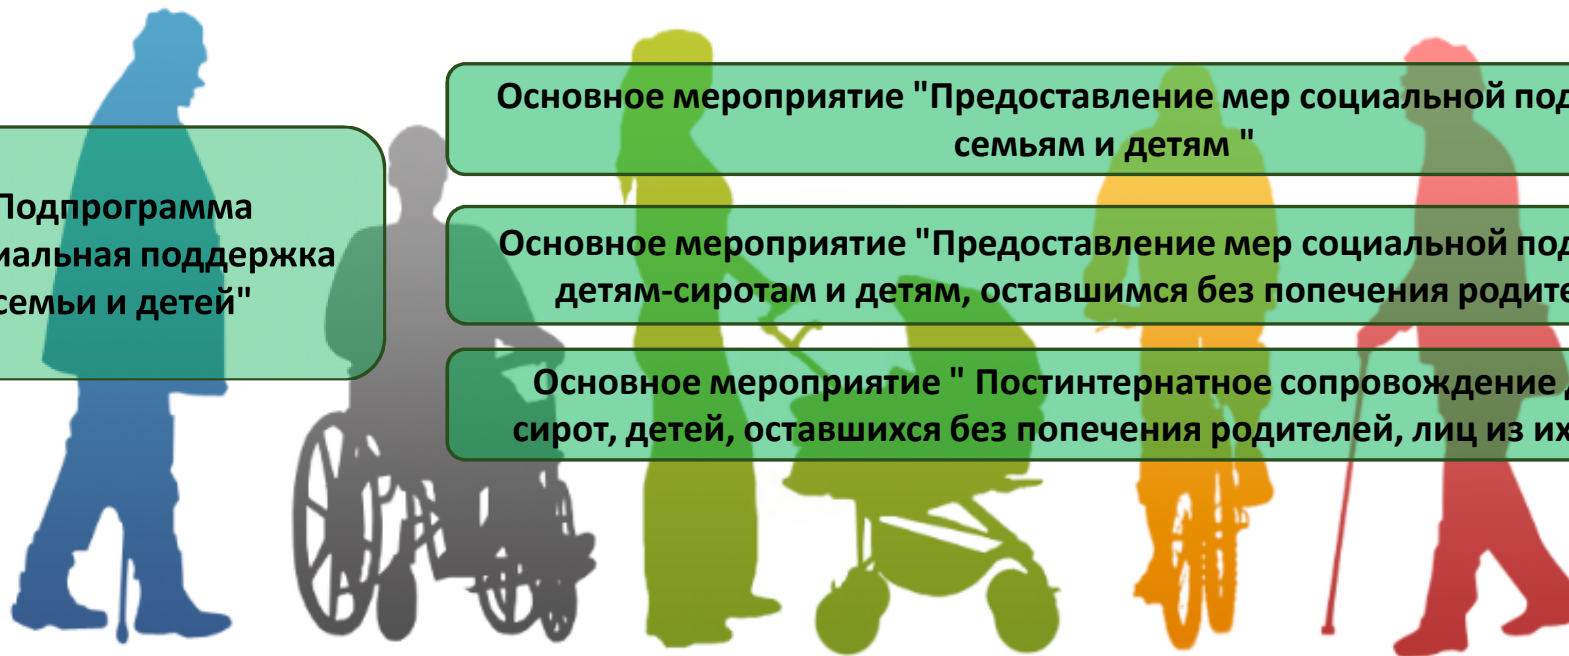 Подпрограмма
иальная поддержка
семьи и детей"
Основное мероприятие "Предоставление мер социальной под
семьям и детям "
Основное мероприятие "Предоставление мер социальной под
детям-сиротам и детям, оставшимся без попечения родите
Основное мероприятие " Постинтернатное сопровождение
сирот, детей, оставшихся без попечения родителей, лиц из их